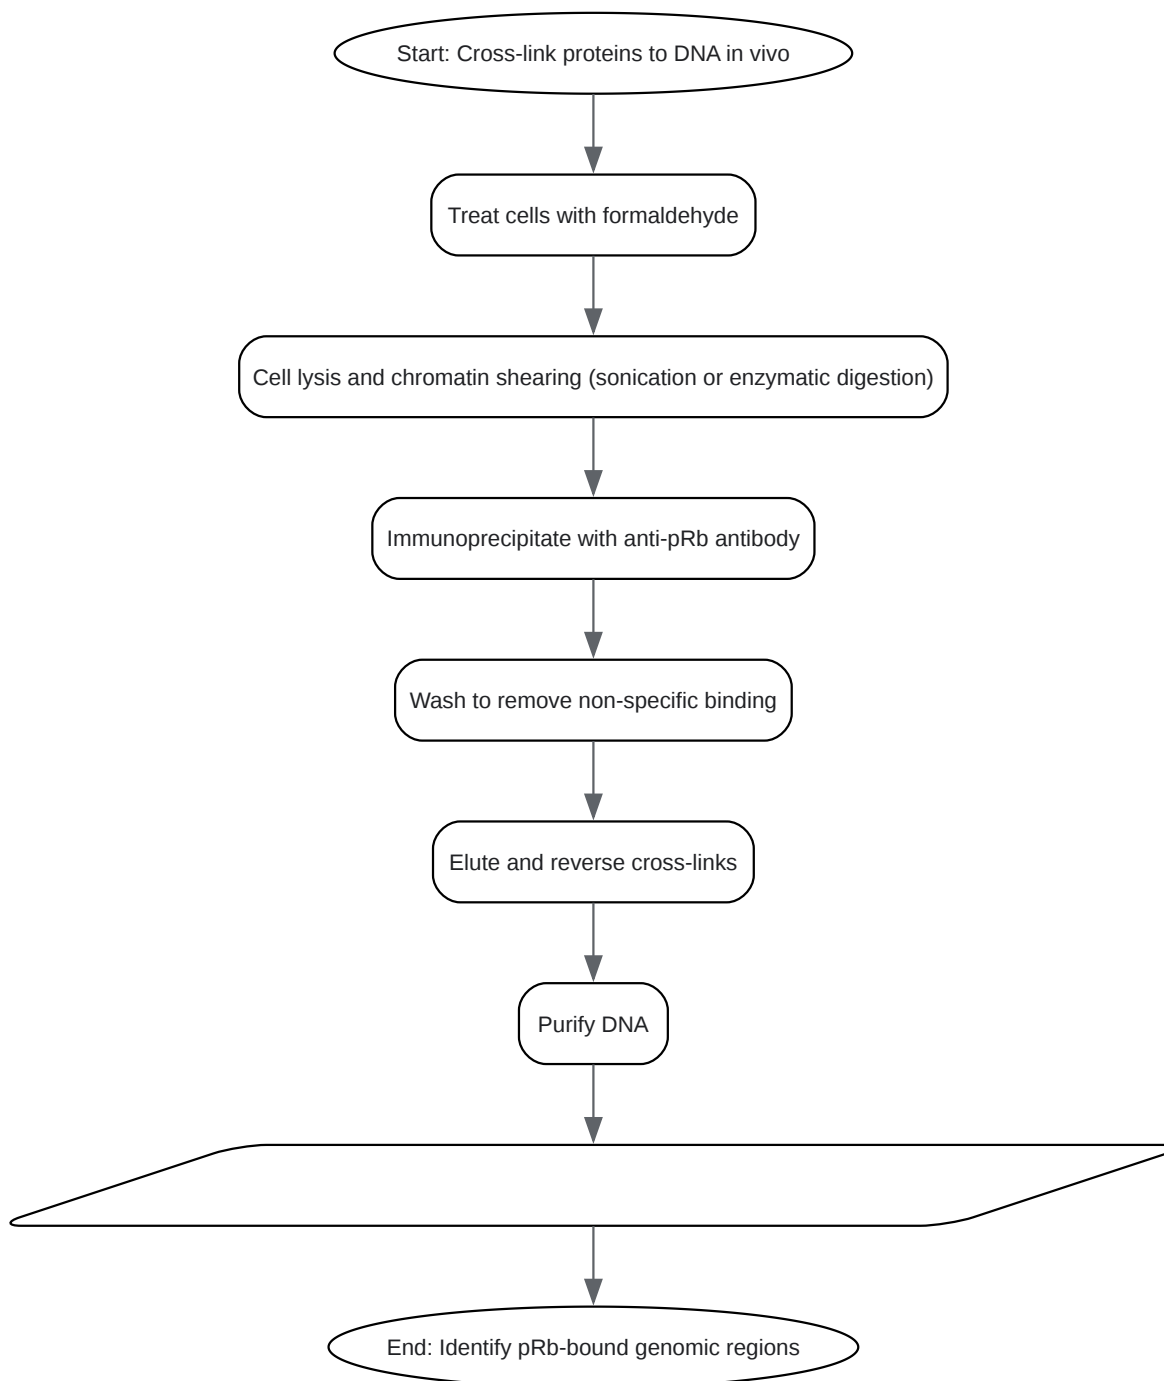 Start: Cross-link proteins to DNA in vivo
Treat cells with formaldehyde
Cell lysis and chromatin shearing (sonication or enzymatic digestion)
Immunoprecipitate with anti-pRb antibody
Wash to remove non-specific binding
Elute and reverse cross-links
Purify DNA
End: Identify pRb-bound genomic regions